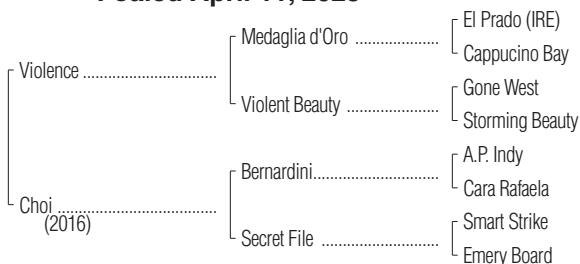 Foaled April
El Prado (IRE)
Medaglia d'Oro ....................
Cappucino Bay
Violence ................................
Gone West
Violent Beauty ......................
Storming Beauty
A.P. Indy
Bernardini..............................
Cara Rafaela
Choi ......................................
(2016)
Smart Strike
Secret File ............................
Emery Board